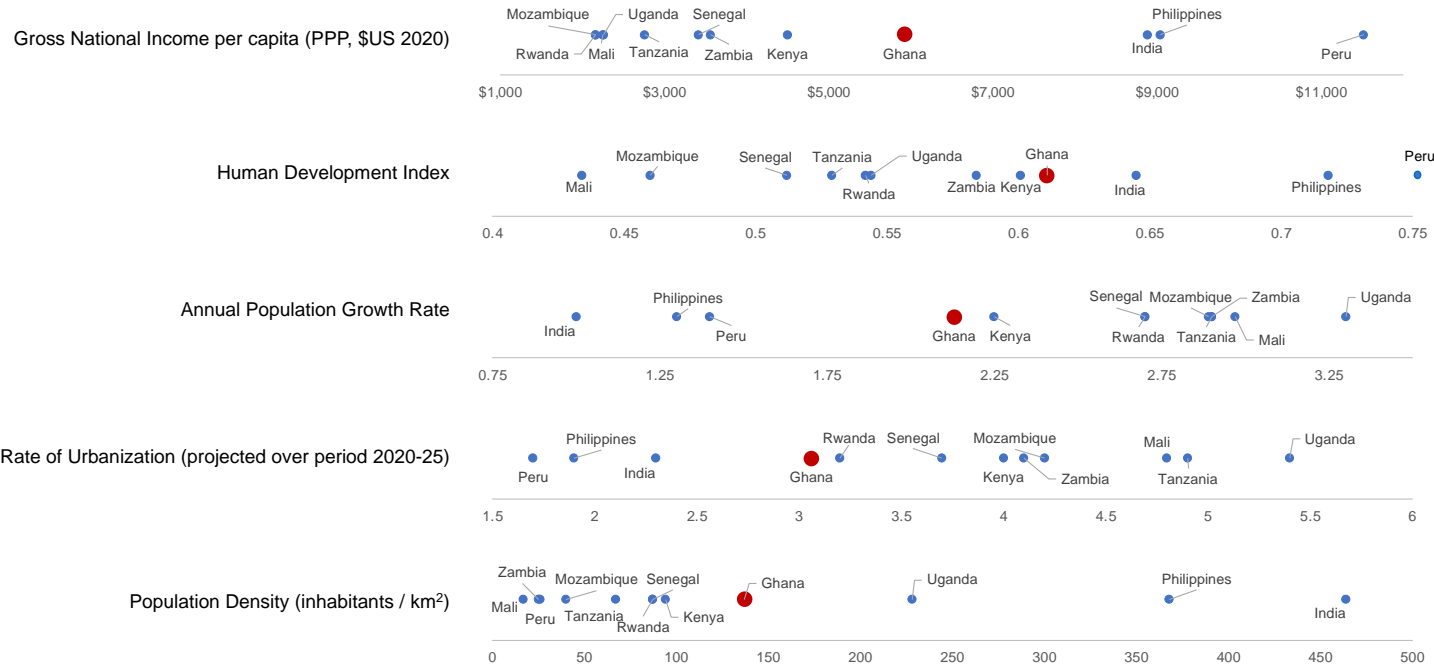 Gross National Income per capita (PPP, $US 2020)
Mozambique
Uganda
Senegal
Philippines
Rwanda
Mali
Tanzania
Zambia
Kenya
Ghana
India
Peru
$1,000
$3,000
$5,000
$7,000
$9,000
$11,000
Human Development Index
Mozambique
Senegal
Tanzania
Uganda
Ghana
Peru
Mali
Rwanda
Zambia
Kenya
India
Philippines
0.4
0.45
0.5
0.55
0.6
0.65
0.7
0.75
Annual Population Growth Rate
Philippines
Senegal
Mozambique
Zambia
Uganda
India
Peru
Ghana
Kenya
Rwanda
Tanzania
Mali
0.75
1.25
1.75
2.25
2.75
3.25
Rate of Urbanization (projected over period 2020-25)
Philippines
Rwanda
Senegal
Mozambique
Mali
Uganda
Peru
India
Ghana
Kenya
Zambia
Tanzania
1.5
2
2.5
3
3.5
4
4.5
5
5.5
6
Population Density (inhabitants / km²)
Zambia
Mozambique
Senegal
Ghana
Uganda
Philippines
Mali
Peru
Tanzania
Rwanda
Kenya
India
0
50
100
150
200
250
300
350
400
450
500